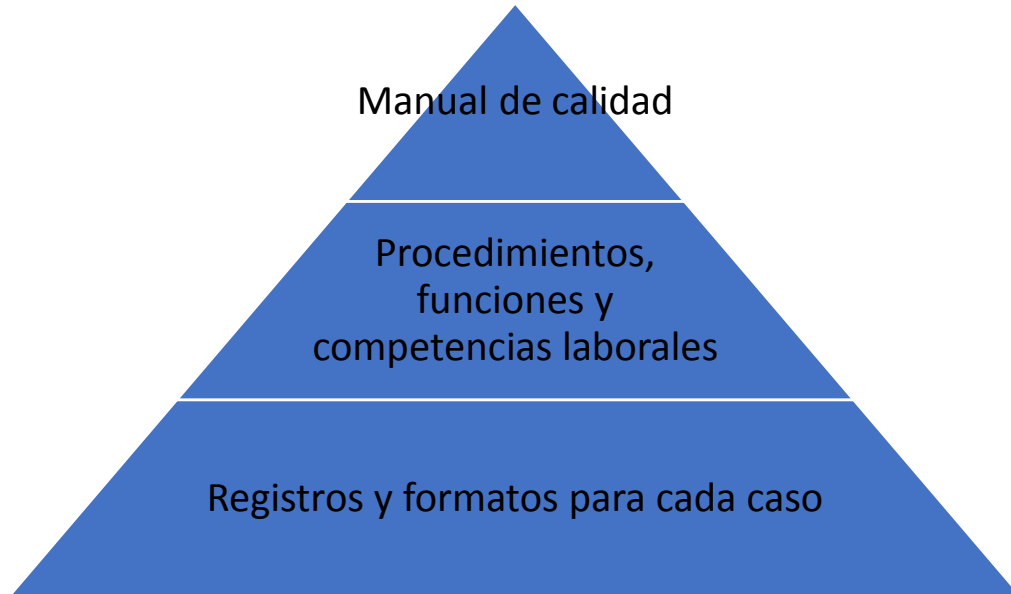 Manual de calidad
Procedimientos,
funciones y
competencias laborales
Registros y formatos para cada caso